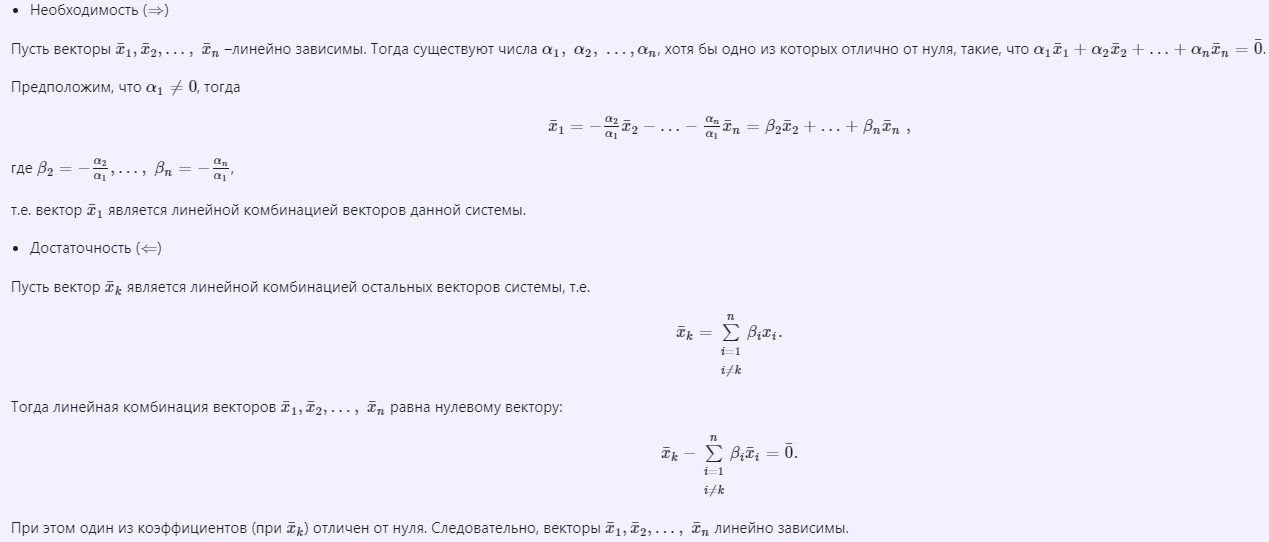 • Необходимость (⇒)
Пусть векторы x̄₁, x̄₂, . . . , x̄ₙ –линейно зависимы. Тогда существуют числа α₁, α₂, . . . , αₙ, хотя бы одно из которых отлично от нуля, такие, что α₁x̄₁ + α₂x̄₂ + . . . + αₙx̄ₙ = 0̄.
Предположим, что α₁ ≠ 0, тогда
x̄₁ = −α₂/α₁ x̄₂ − . . . − αₙ/α₁ x̄ₙ = β₂x̄₂ + . . . + βₙx̄ₙ ,
где β₂ = −α₂/α₁, . . . , βₙ = −αₙ/α₁,
т.е. вектор x̄₁ является линейной комбинацией векторов данной системы.
• Достаточность (⇐)
Пусть вектор x̄ₖ является линейной комбинацией остальных векторов системы, т.е.
x̄ₖ = ∑ⁿ i=1 i≠k βᵢxᵢ.
Тогда линейная комбинация векторов x̄₁, x̄₂, . . . , x̄ₙ равна нулевому вектору:
x̄ₖ − ∑ⁿ i=1 i≠k βᵢx̄ᵢ = 0̄.
При этом один из коэффициентов (при x̄ₖ) отличен от нуля. Следовательно, векторы x̄₁, x̄₂, . . . , x̄ₙ линейно зависимы.